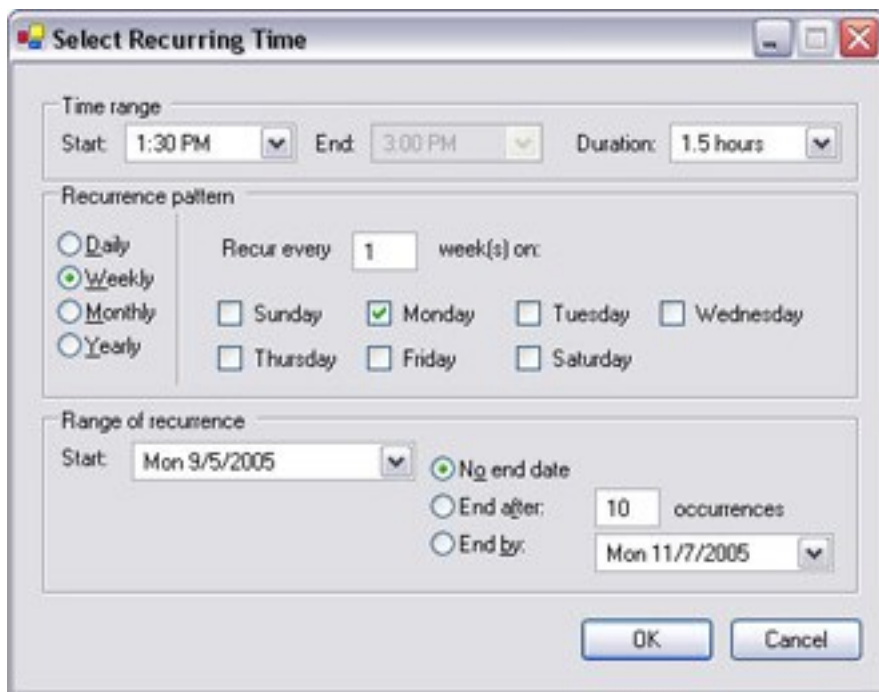 Select Recurring Time
Time range
Start: 1:30 PM End: 3:00 PM Duration: 1.5 hours
Recurrence pattern
Daily
Weekly
Monthly
Yearly
Recur every 1 week(s) on:
Sunday Monday Tuesday Wednesday
Thursday Friday Saturday
Range of recurrence
Start: Mon 9/5/2005
No end date
End after: 10 occurrences
End by: Mon 11/7/2005
OK Cancel